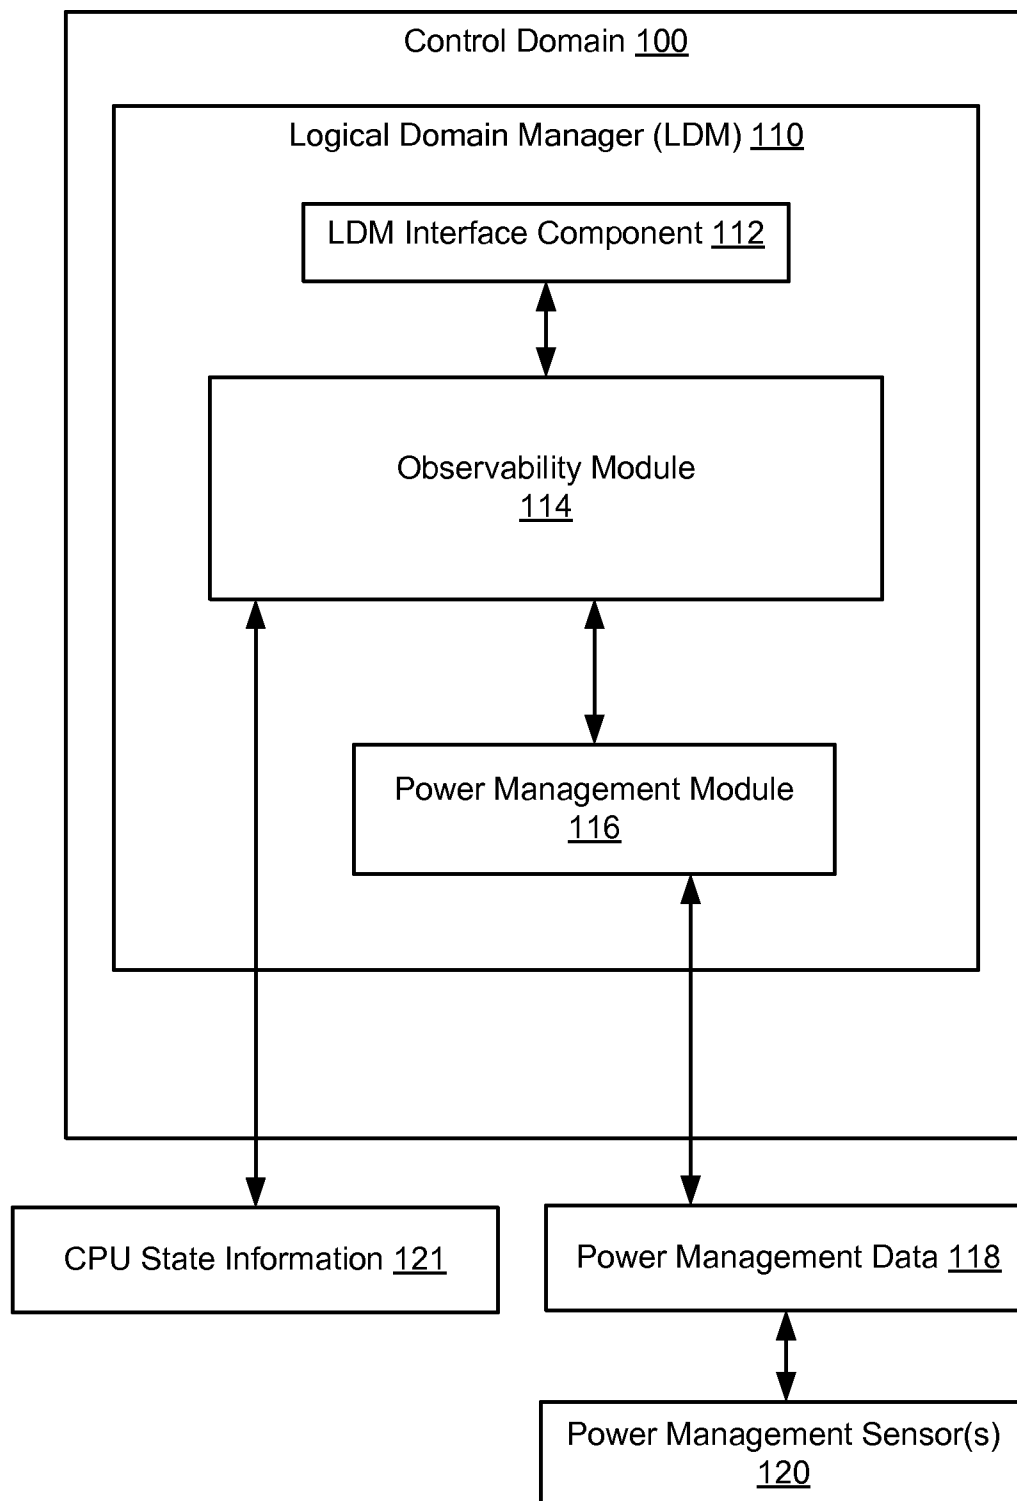 Control Domain 100
Logical Domain Manager (LDM) 110
LDM Interface Component 112
Observability Module
114
Power Management Module
116
CPU State Information 121
Power Management Data 118
Power Management Sensor(s)
120